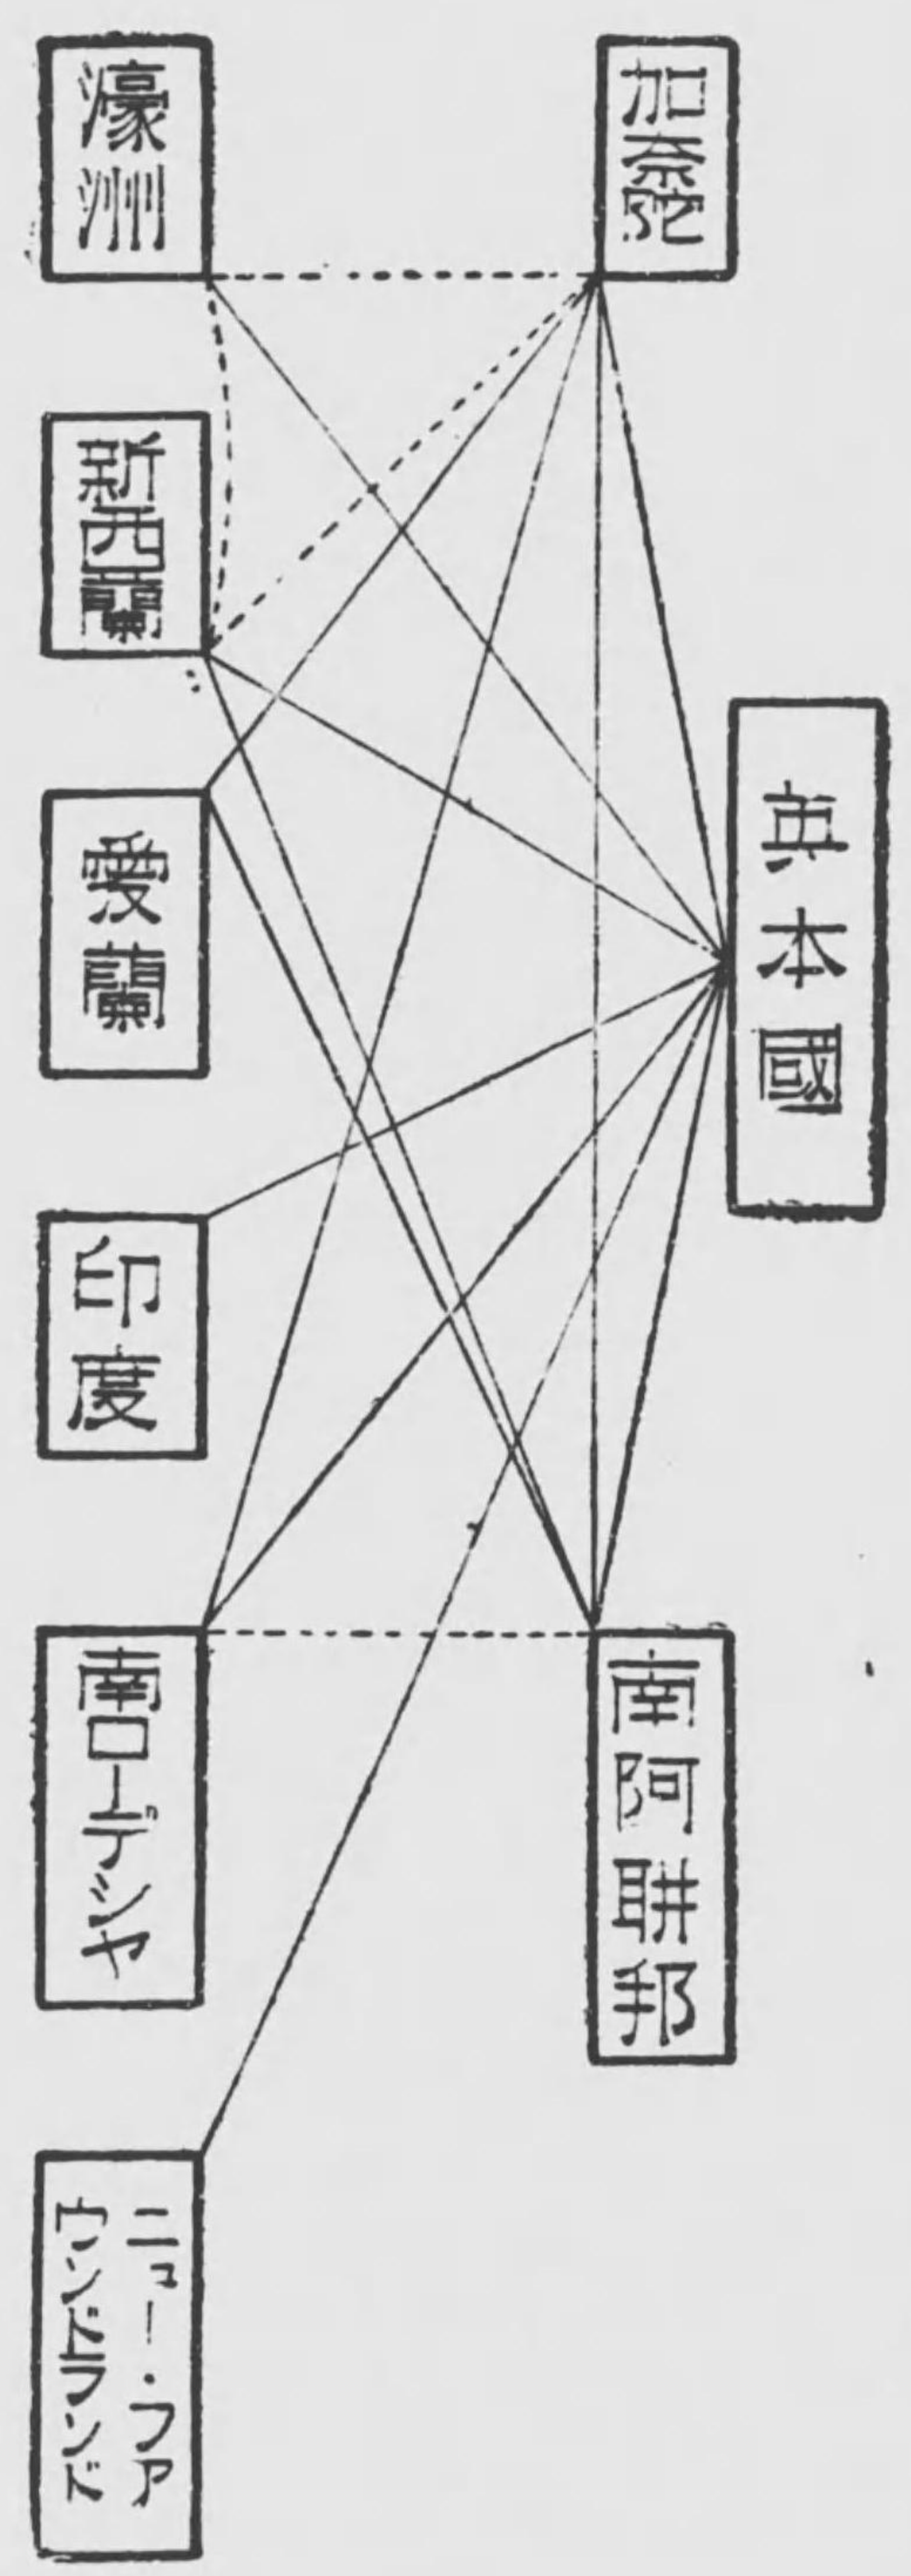 英本國
加奈陀
南阿聯邦
濠洲
新西蘭
愛蘭
印度
南ローデシヤ
ニュー・ファ
ウンドランド